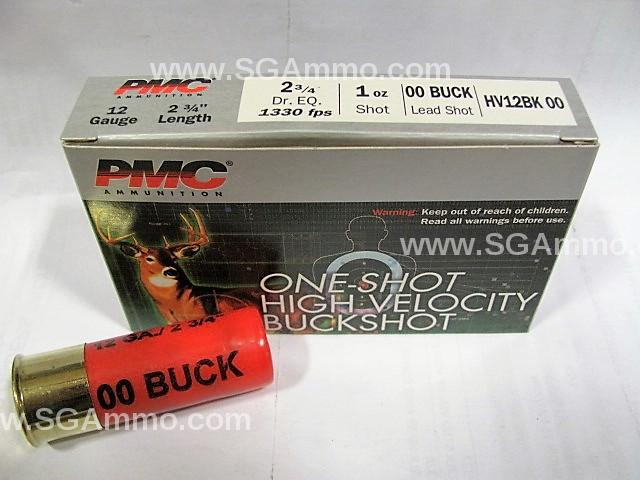 www.SGAmmo.com
PMC
AMMUNITION
12
Gauge
2 ¾"
Length
2 ¾
Dr. EQ.
1330 fps
1 oz
Shot
00 BUCK
Lead Shot
HV12BK 00
PMC®
AMMUNITION
Warning: Keep out of reach of children.
Read all warnings before use.
www.SGAmmo.com
ONE-SHOT
HIGH VELOCITY
BUCKSHOT
12 GA./2 3/4"
00 BUCK
www.SGAmmo.com